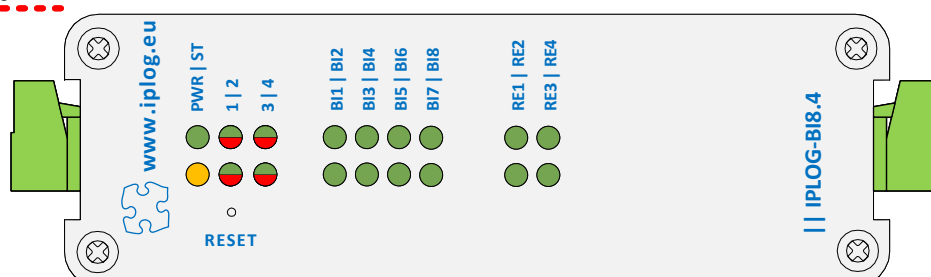 www.iplog.eu
PWR | ST
1 | 2
3 | 4
BI1 | BI2
BI3 | BI4
BI5 | BI6
BI7 | BI8
RE1 | RE2
RE3 | RE4
|| IPLOG-BI8.4
RESET